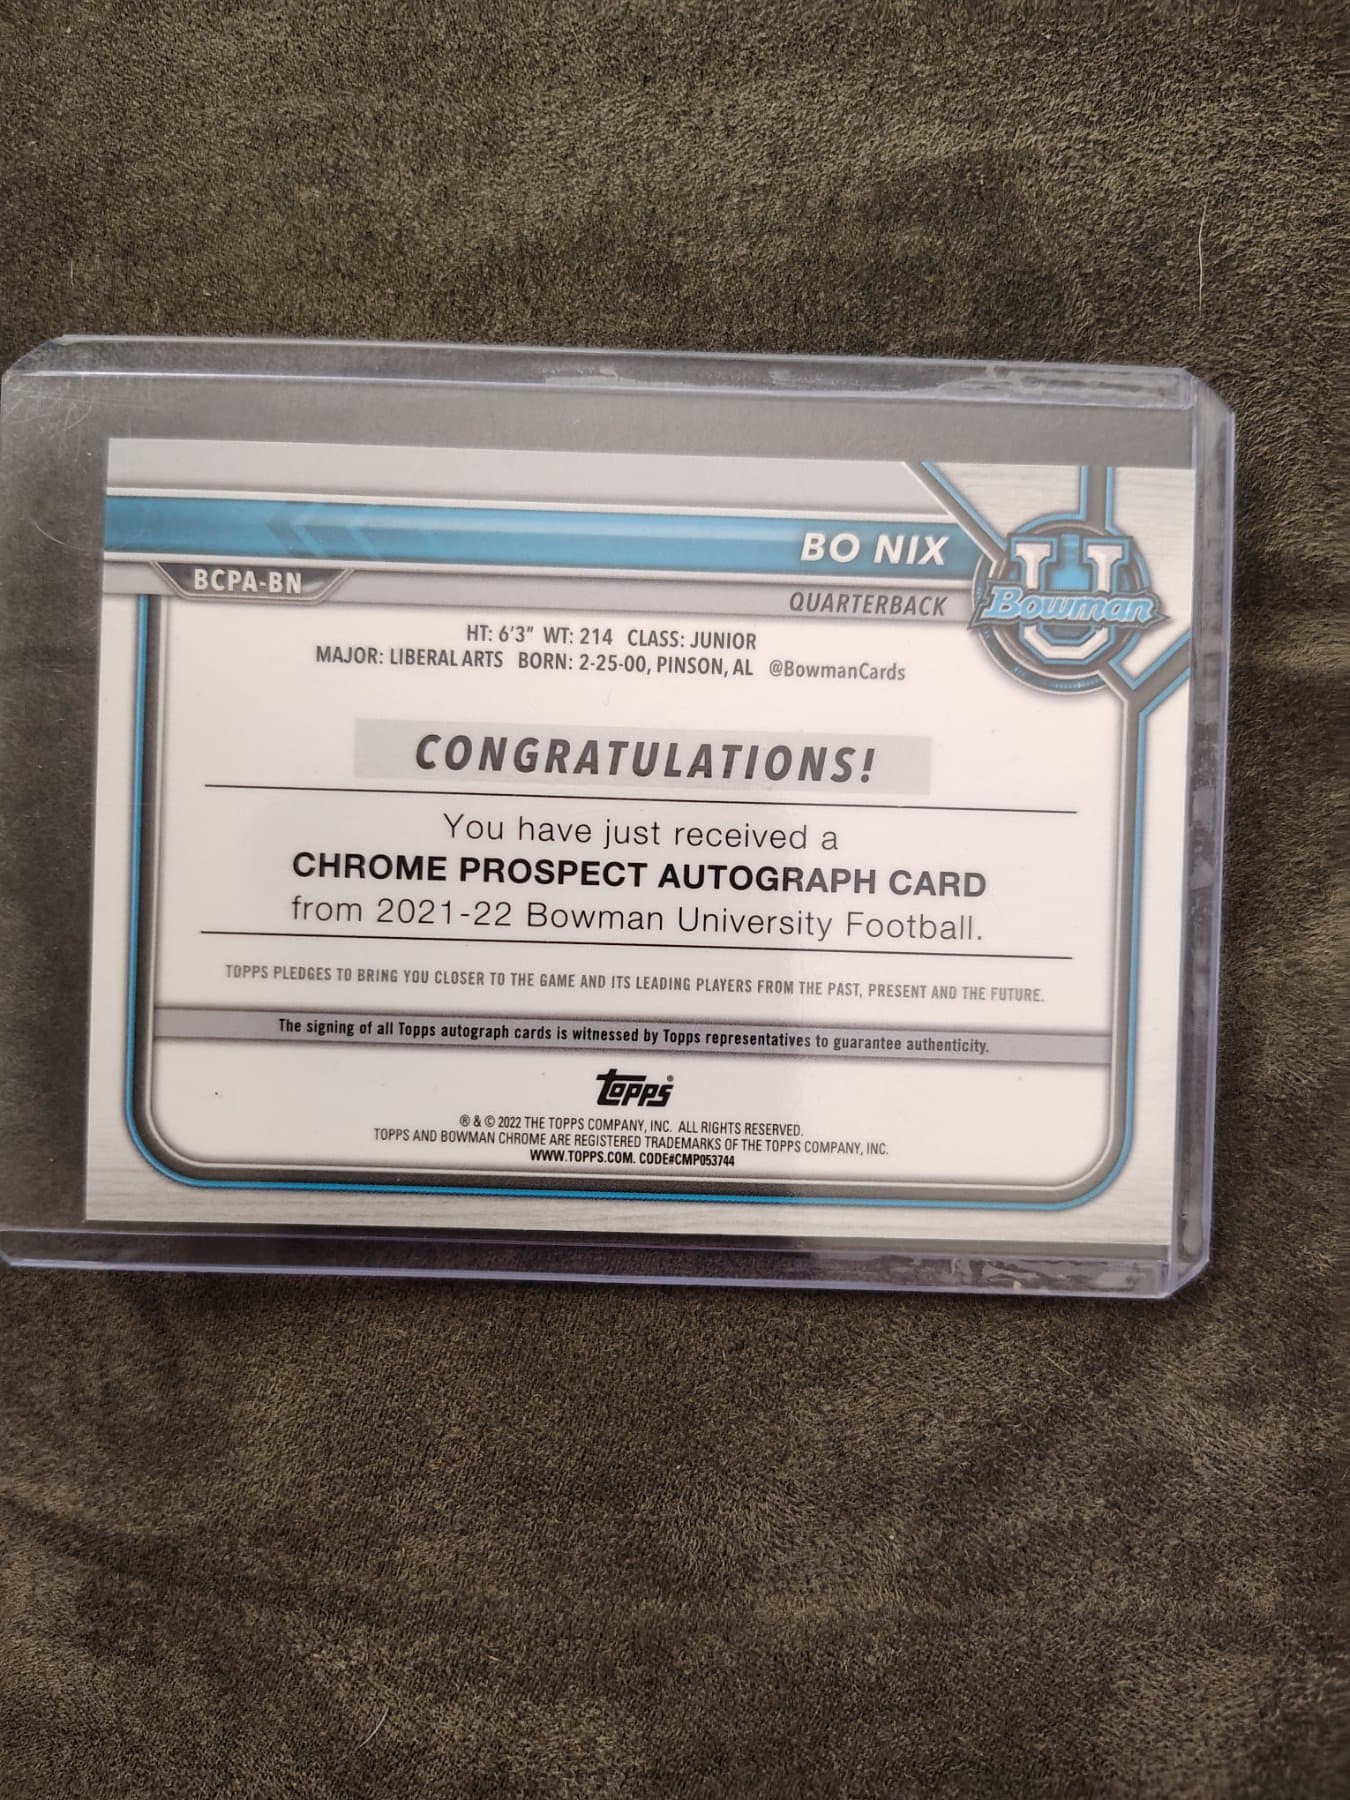 BO NIX
BCPA-BN
QUARTERBACK
U
Bowman
HT: 6'3" WT: 214 CLASS: JUNIOR
MAJOR: LIBERAL ARTS BORN: 2-25-00, PINSON, AL @BowmanCards
CONGRATULATIONS!
You have just received a
CHROME PROSPECT AUTOGRAPH CARD
from 2021-22 Bowman University Football.
TOPPS PLEDGES TO BRING YOU CLOSER TO THE GAME AND ITS LEADING PLAYERS FROM THE PAST, PRESENT AND THE FUTURE.
The signing of all Topps autograph cards is witnessed by Topps representatives to guarantee authenticity.
Topps®
® & © 2022 THE TOPPS COMPANY, INC. ALL RIGHTS RESERVED.
TOPPS AND BOWMAN CHROME ARE REGISTERED TRADEMARKS OF THE TOPPS COMPANY, INC.
WWW.TOPPS.COM. CODE#CMP053744